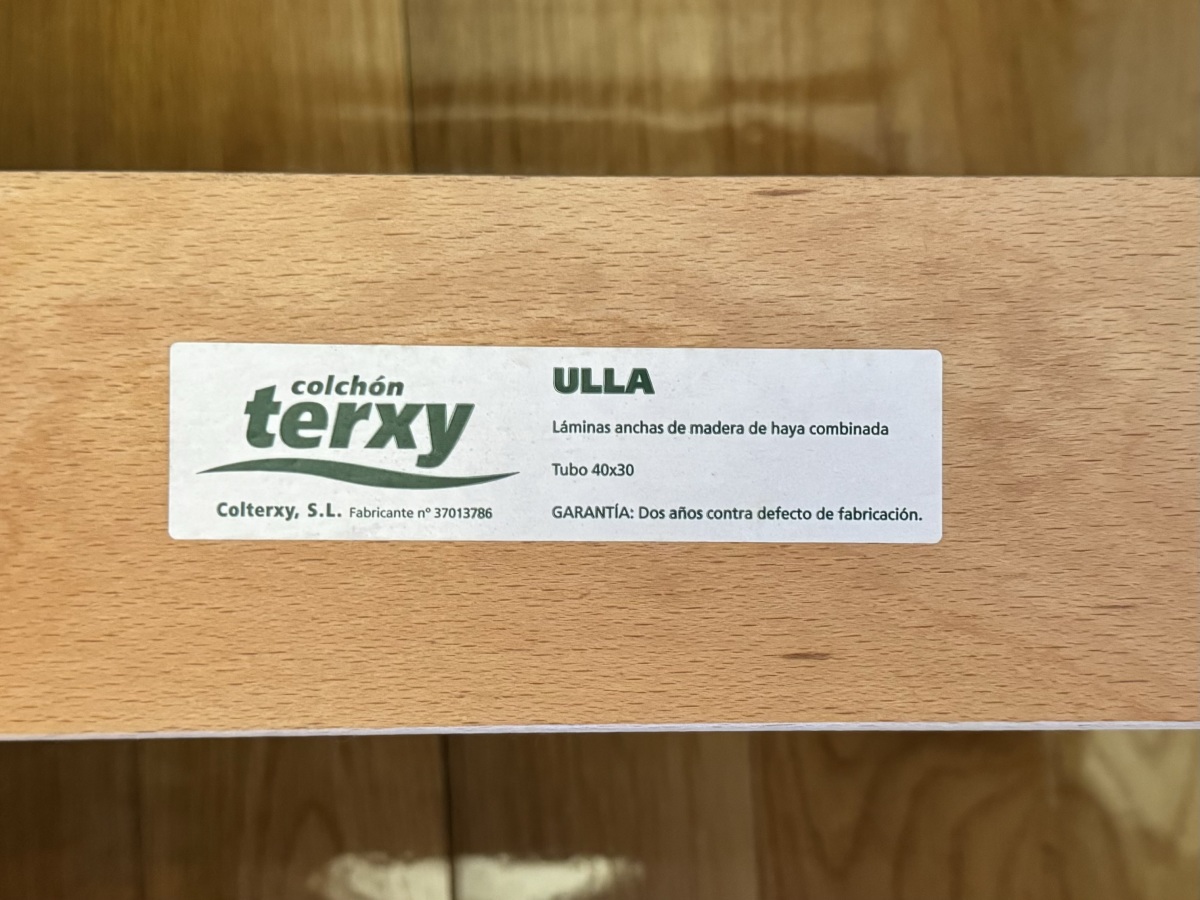 colchón
terxy
Colterxy, S.L. Fabricante nº 37013786
ULLA
Láminas anchas de madera de haya combinada
Tubo 40x30
GARANTÍA: Dos años contra defecto de fabricación.